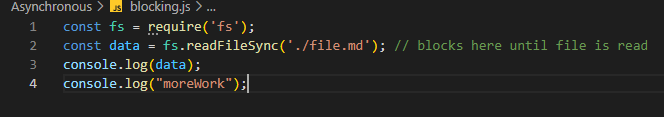 Asynchronous > JS blocking.js > ...
1 const fs = require('fs');
2 const data = fs.readFileSync('./file.md'); // blocks here until file is read
3 console.log(data);
4 console.log("moreWork");